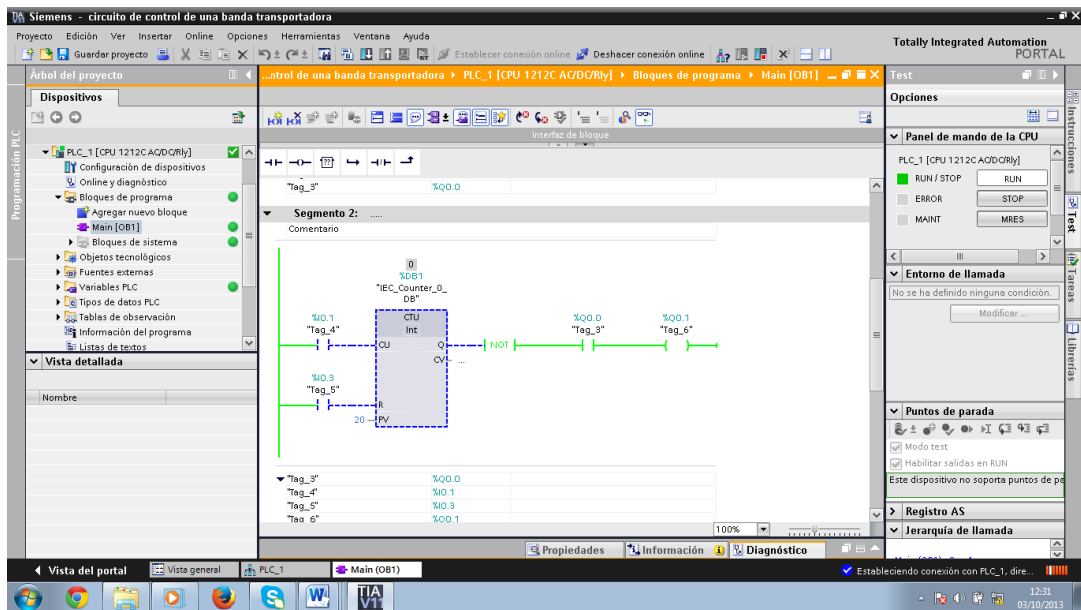 Siemens - circuito de control de una banda transportadora
Proyecto Edición Ver Insertar Online Opciones Herramientas Ventana Ayuda
Guardar proyecto Establecer conexión online Deshacer conexión online
Totally Integrated Automation
PORTAL
Árbol del proyecto
...ntrol de una banda transportadora PLC_1 [CPU 1212C AC/DC/Rly] Bloques de programa Main [OB1]
Test
Dispositivos
Opciones
Programación PLC
Interfaz de bloque
PLC_1 [CPU 1212C AC/DC/Rly]
Configuración de dispositivos
Online y diagnóstico
Bloques de programa
Agregar nuevo bloque
Main [OB1]
Bloques de sistema
Objetos tecnológicos
Fuentes externas
Variables PLC
Tipos de datos PLC
Tablas de observación
Información del programa
Listas de textos
Vista detallada
Nombre
??
"Tag_3" %Q0.0
Segmento 2: .....
Comentario
0
%DB1
"IEC_Counter_0_
DB"
%I0.1 CTU %Q0.0 %Q0.1
"Tag_4" Int "Tag_3" "Tag_6"
CU Q NOT
CV ...
%I0.3
"Tag_5"
R
20 PV
"Tag_3" %Q0.0
"Tag_4" %I0.1
"Tag_5" %I0.3
"Tag_6" %Q0.1
100%
Propiedades Información Diagnóstico
Panel de mando de la CPU
PLC_1 [CPU 1212C AC/DC/Rly]
RUN / STOP RUN
ERROR STOP
MAINT MRES
Entorno de llamada
No se ha definido ninguna condición.
Modificar ...
Puntos de parada
Modo test
Habilitar salidas en RUN
Este dispositivo no soporta puntos de pa
Registro AS
Jerarquía de llamada
Instrucciones
Test
Tareas
Librerías
Vista del portal Vista general PLC_1 Main (OB1)
Estableciendo conexión con PLC_1, dire...
TIA
V11
12:31
03/10/2013